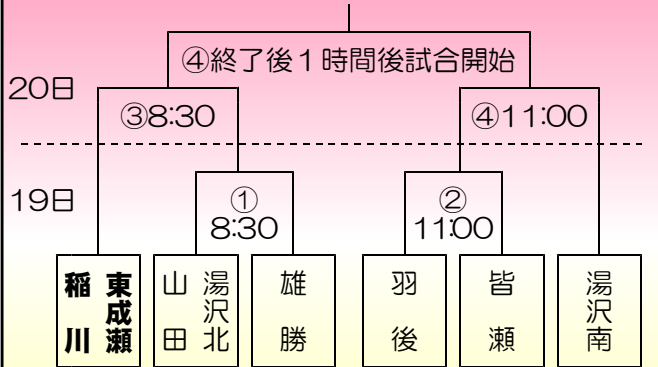 ④終了後１時間後試合開始
20日
③8:30
④11:00
19日
①
8:30
②
11:00
東成瀬
稲川
湯沢北
山田
雄勝
羽後
皆瀬
湯沢南